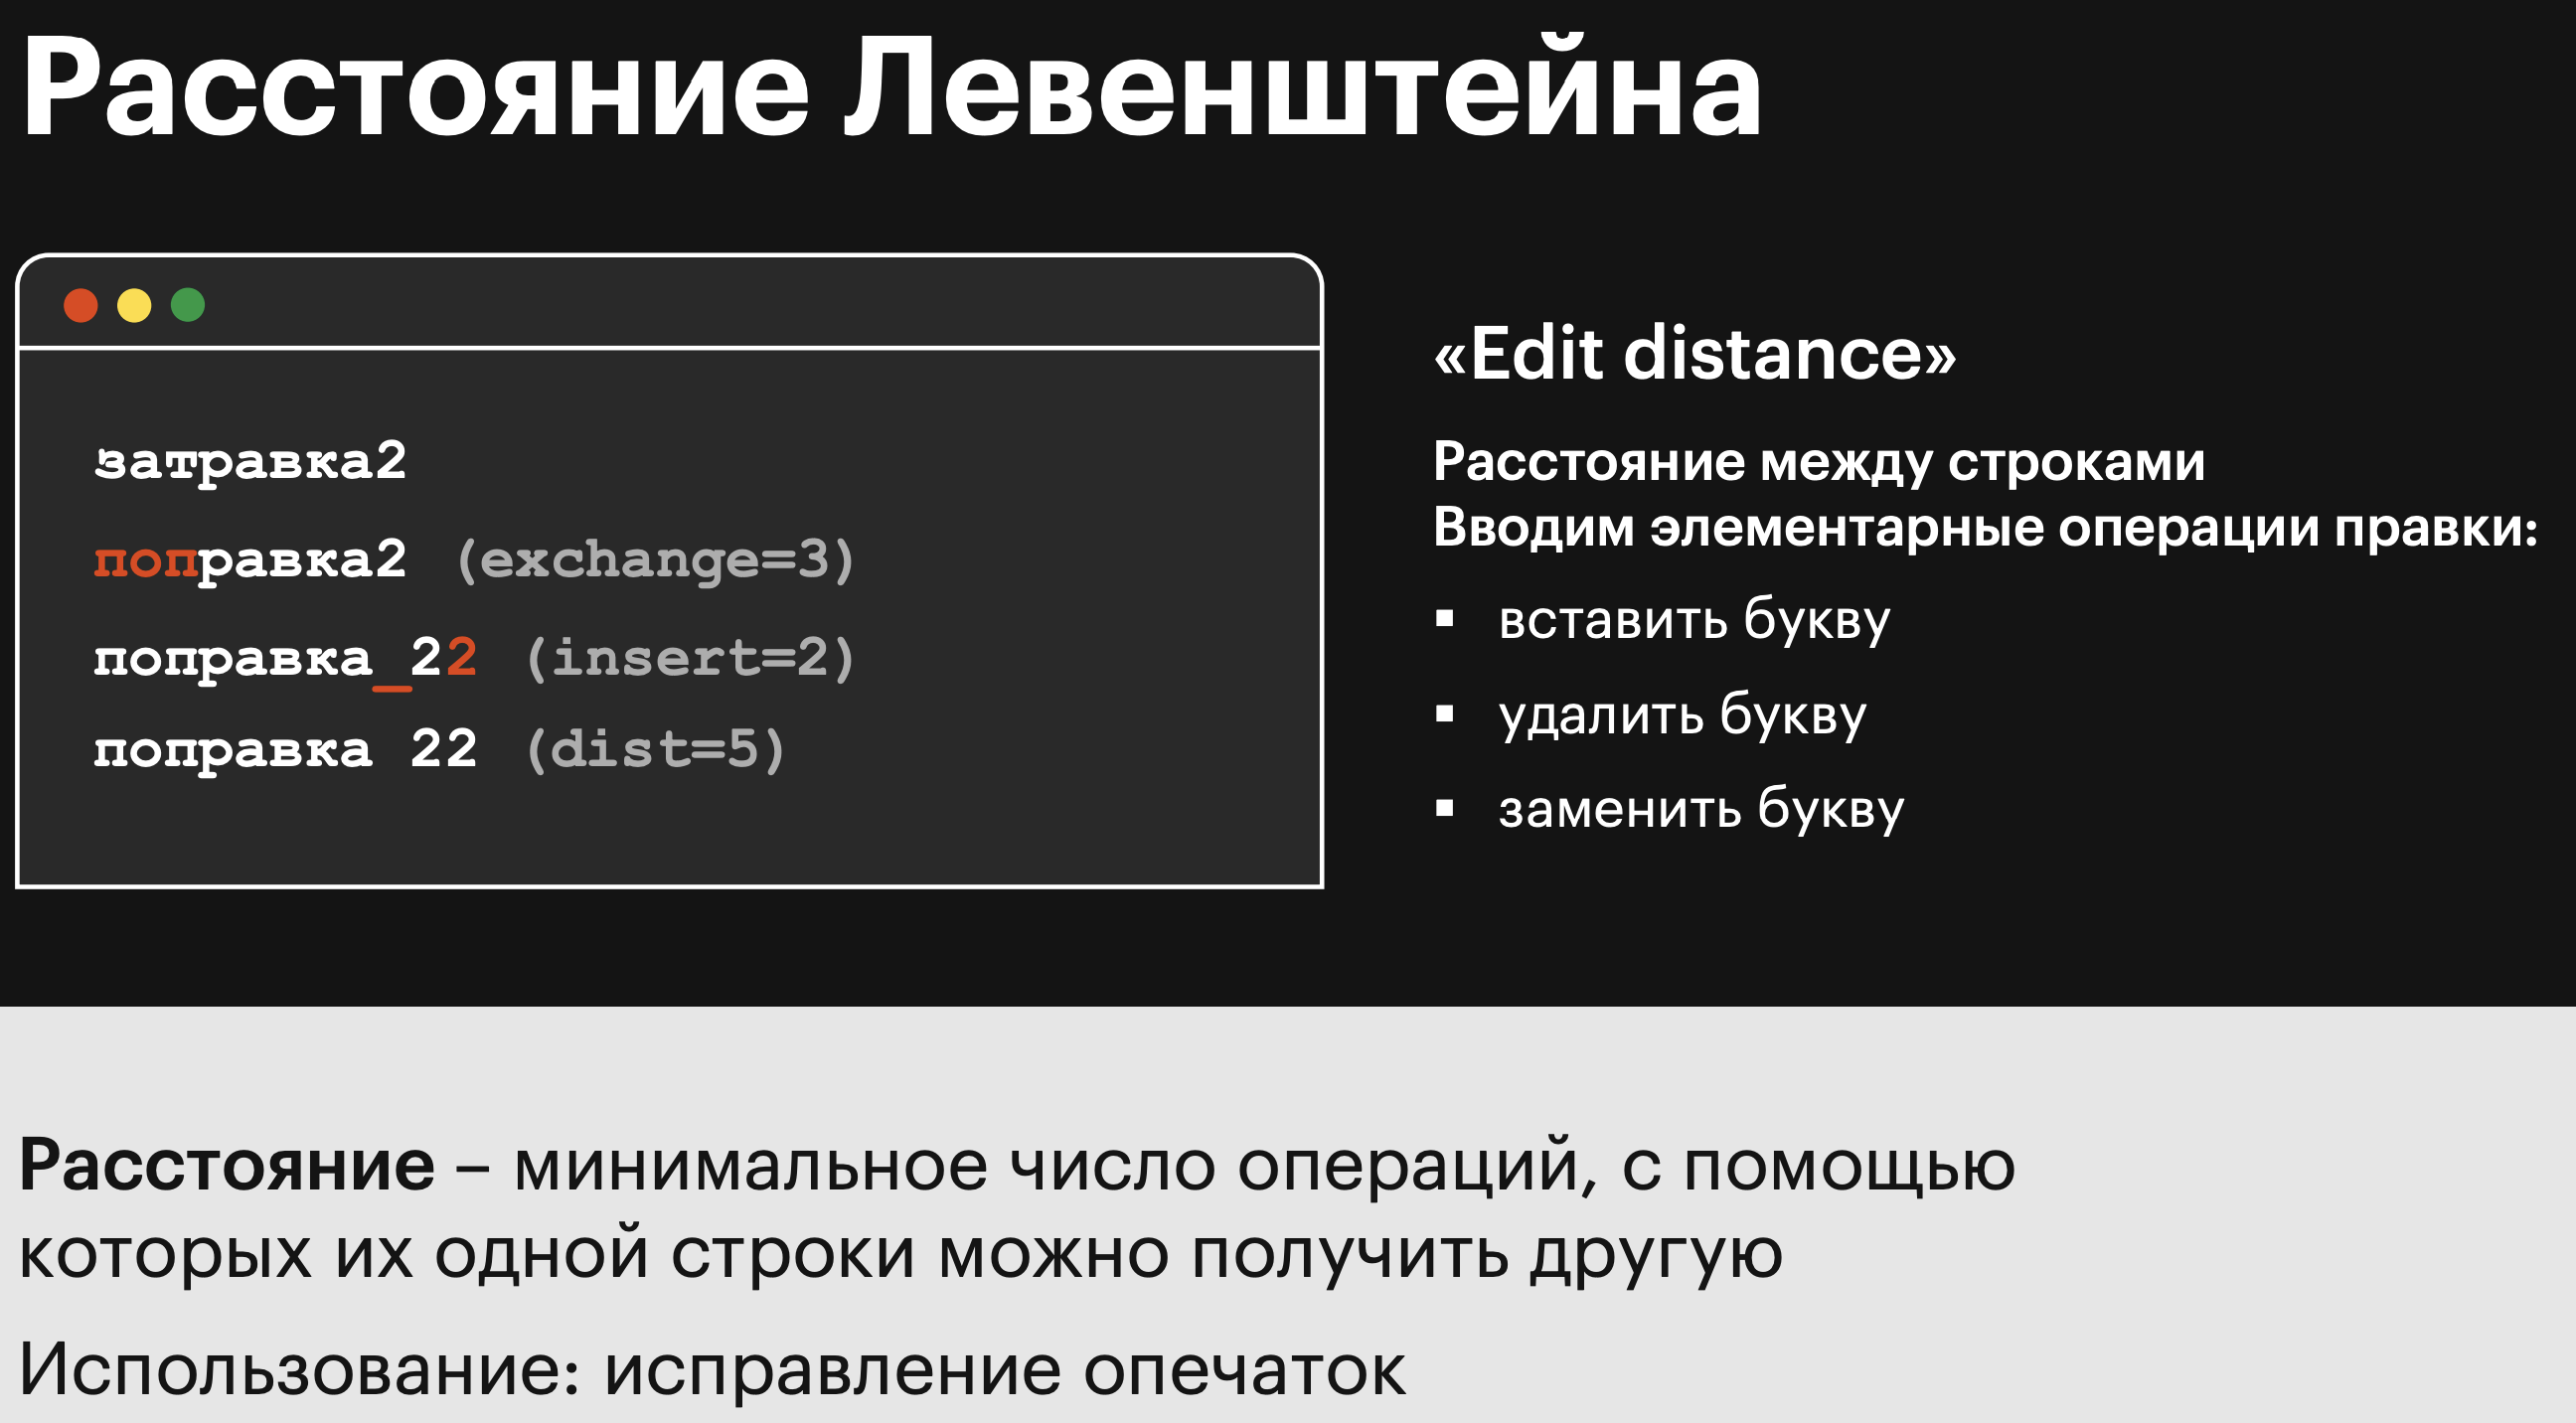 Расстояние Левенштейна
затравка2
поправка2 (exchange=3)
поправка_22 (insert=2)
поправка 22 (dist=5)
«Edit distance»
Расстояние между строками
Вводим элементарные операции правки:
▪ вставить букву
▪ удалить букву
▪ заменить букву
Расстояние – минимальное число операций, с помощью
которых их одной строки можно получить другую
Использование: исправление опечаток